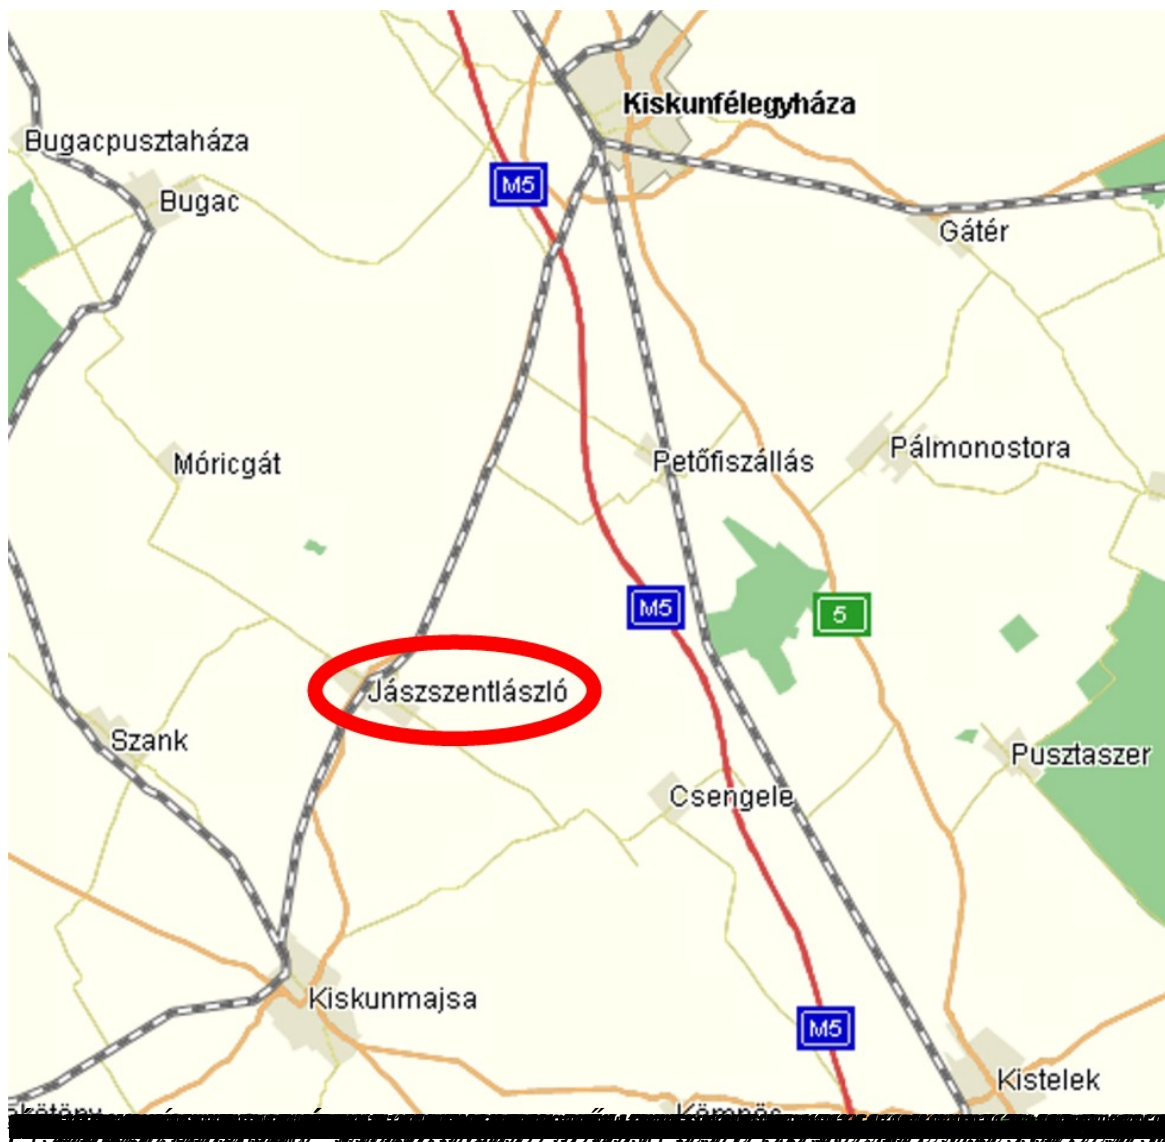 Kiskunfélegyháza
Bugacpusztaháza
M5
Bugac
Gátér
Móricgát
Petőfiszállás
Pálmonostora
M5
5
Jászszentlászló
Szank
Pusztaszer
Csengele
Kiskunmajsa
M5
Kistelek